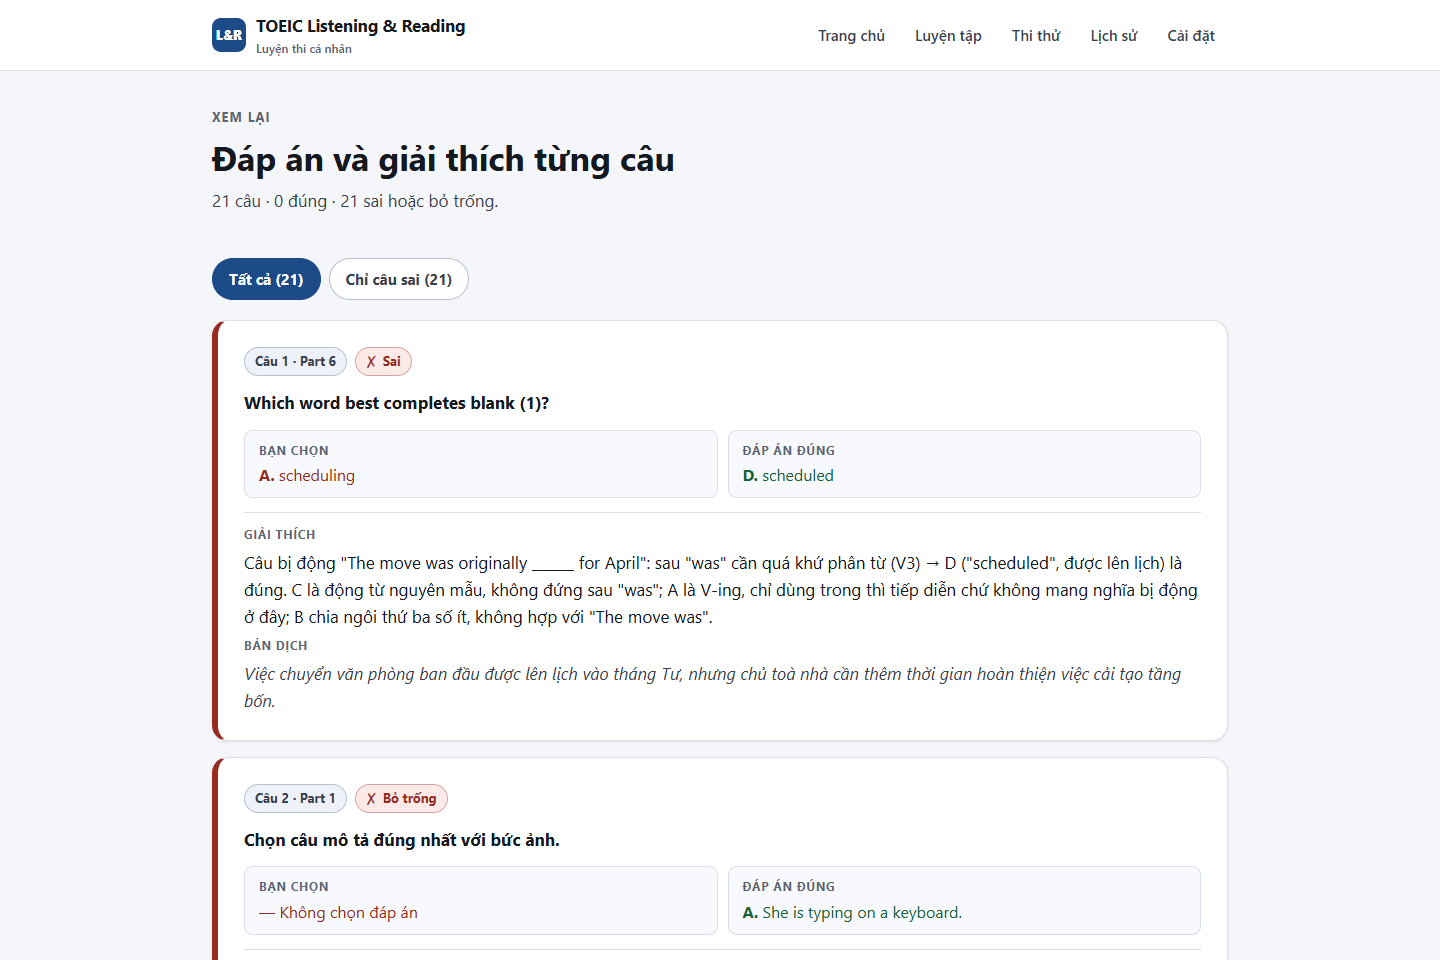 L&R
TOEIC Listening & Reading
Luyện thi cá nhân
Trang chủ
Luyện tập
Thi thử
Lịch sử
Cài đặt
XEM LẠI
Đáp án và giải thích từng câu
21 câu · 0 đúng · 21 sai hoặc bỏ trống.
Tất cả (21)
Chỉ câu sai (21)
Câu 1 · Part 6
✗ Sai
Which word best completes blank (1)?
BẠN CHỌN
A. scheduling
ĐÁP ÁN ĐÚNG
D. scheduled
GIẢI THÍCH
Câu bị động "The move was originally _____ for April": sau "was" cần quá khứ phân từ (V3) → D ("scheduled", được lên lịch) là
đúng. C là động từ nguyên mẫu, không đứng sau "was"; A là V-ing, chỉ dùng trong thì tiếp diễn chứ không mang nghĩa bị động
ở đây; B chia ngôi thứ ba số ít, không hợp với "The move was".
BẢN DỊCH
Việc chuyển văn phòng ban đầu được lên lịch vào tháng Tư, nhưng chủ toà nhà cần thêm thời gian hoàn thiện việc cải tạo tầng
bốn.
Câu 2 · Part 1
✗ Bỏ trống
Chọn câu mô tả đúng nhất với bức ảnh.
BẠN CHỌN
— Không chọn đáp án
ĐÁP ÁN ĐÚNG
A. She is typing on a keyboard.